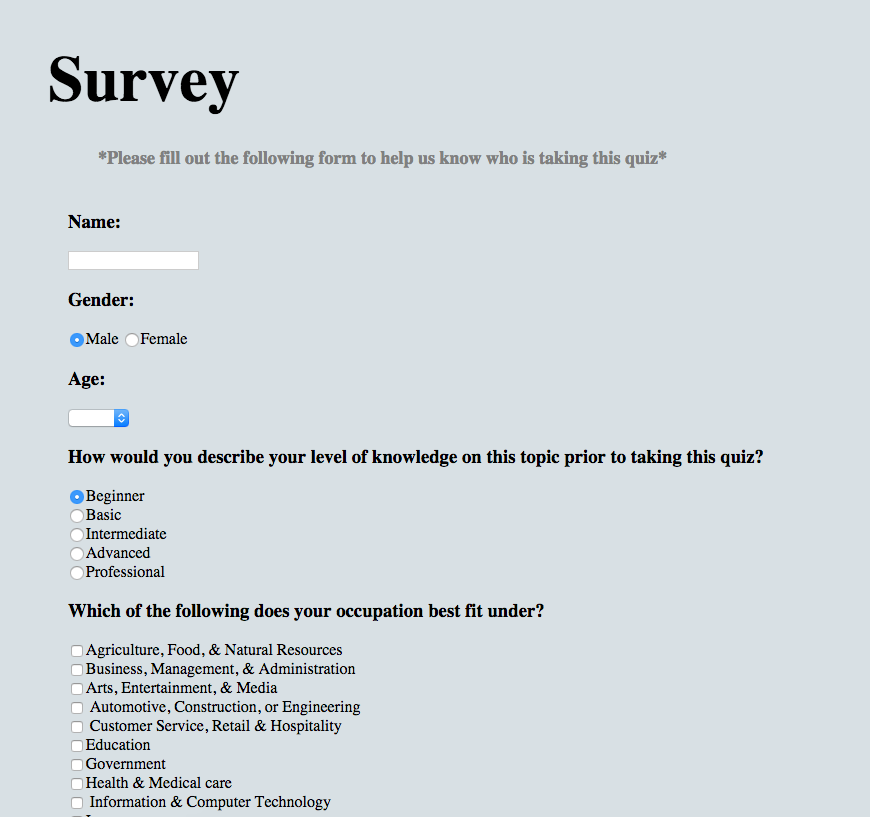 Survey
*Please fill out the following form to help us know who is taking this quiz*
Name:
Gender:
Male Female
Age:
How would you describe your level of knowledge on this topic prior to taking this quiz?
Beginner
Basic
Intermediate
Advanced
Professional
Which of the following does your occupation best fit under?
Agriculture, Food, & Natural Resources
Business, Management, & Administration
Arts, Entertainment, & Media
Automotive, Construction, or Engineering
Customer Service, Retail & Hospitality
Education
Government
Health & Medical care
Information & Computer Technology